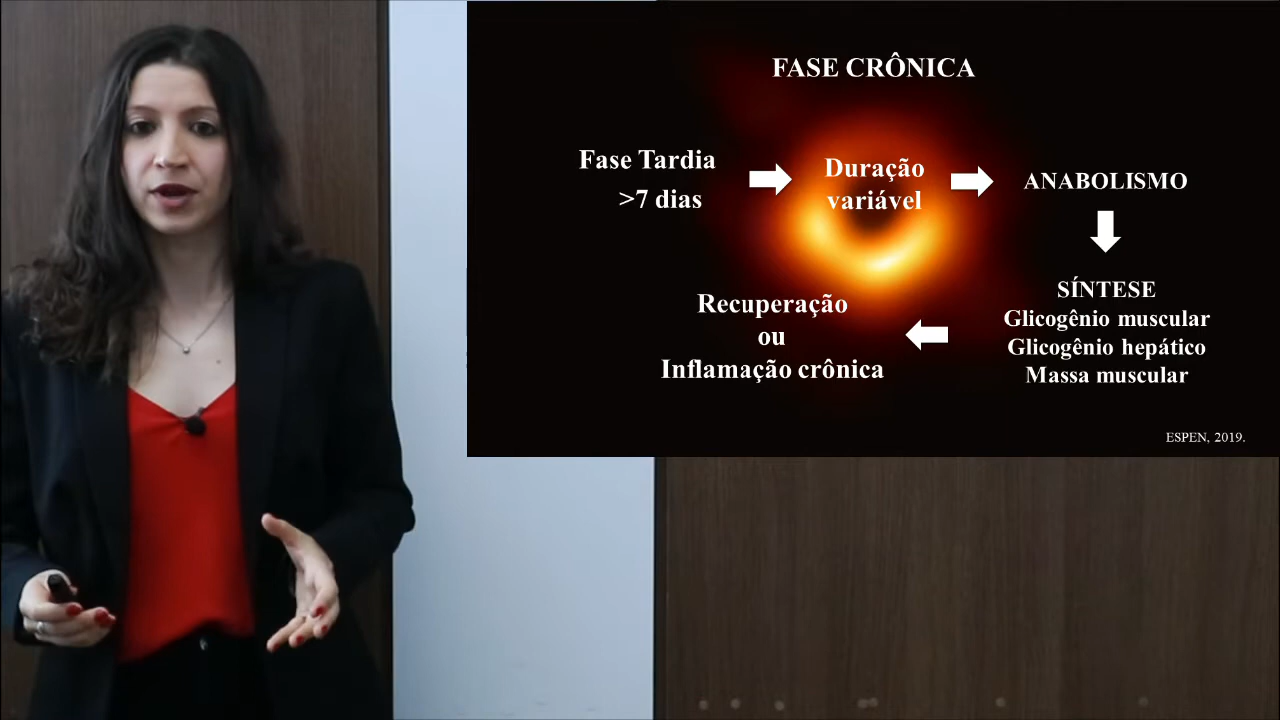 FASE CRÔNICA
Fase Tardia
>7 dias
Duração
variável
ANABOLISMO
SÍNTESE
Glicogênio muscular
Glicogênio hepático
Massa muscular
Recuperação
ou
Inflamação crônica
ESPEN, 2019.